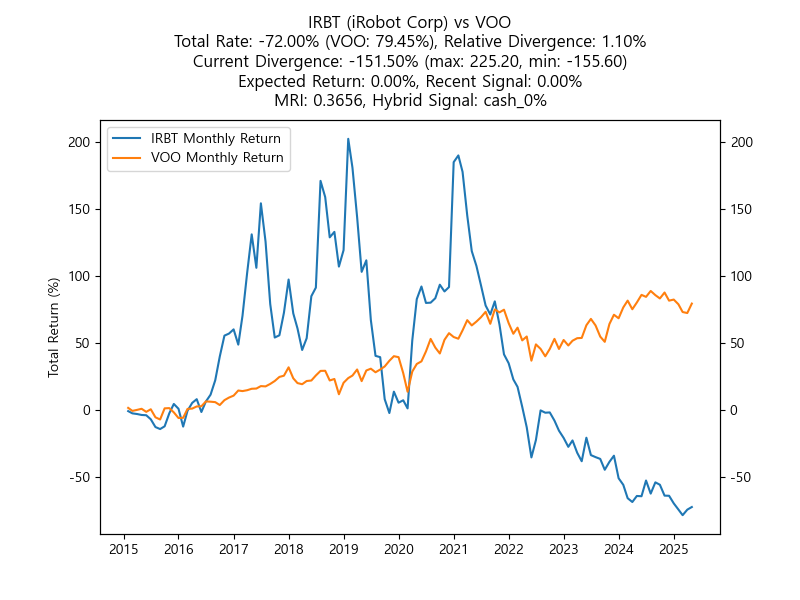 IRBT (iRobot Corp) vs VOO
Total Rate: -72.00% (VOO: 79.45%), Relative Divergence: 1.10%
Current Divergence: -151.50% (max: 225.20, min: -155.60)
Expected Return: 0.00%, Recent Signal: 0.00%
MRI: 0.3656, Hybrid Signal: cash_0%
IRBT Monthly Return
VOO Monthly Return
Total Return (%)
200
150
100
50
0
-50
200
150
100
50
0
-50
2015 2016 2017 2018 2019 2020 2021 2022 2023 2024 2025